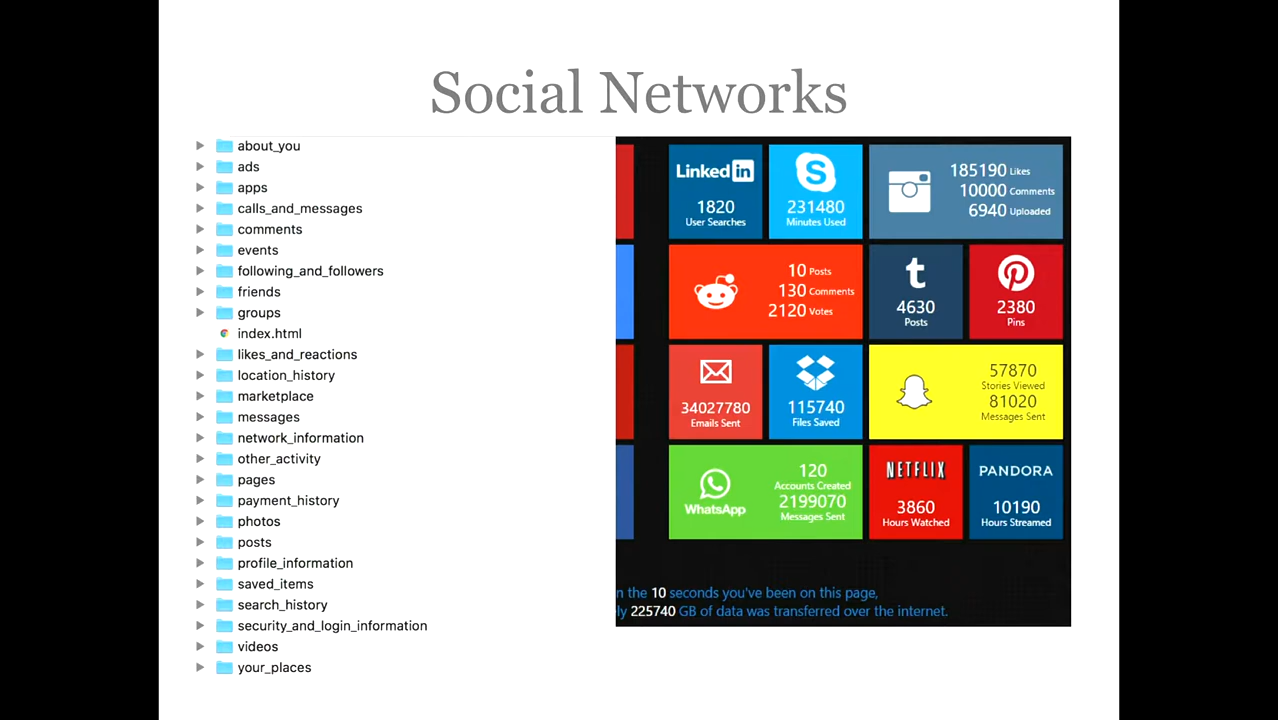 Social Networks
about_you
ads
apps
calls_and_messages
comments
events
following_and_followers
friends
groups
index.html
likes_and_reactions
location_history
marketplace
messages
network_information
other_activity
pages
payment_history
photos
posts
profile_information
saved_items
search_history
security_and_login_information
videos
your_places
Linked in
1820
User Searches
231480
Minutes Used
185190 Likes
10000 Comments
6940 Uploaded
10 Posts
130 Comments
2120 Votes
t
4630
Posts
2380
Pins
34027780
Emails Sent
115740
Files Saved
57870
Stories Viewed
81020
Messages Sent
WhatsApp
120
Accounts Created
2199070
Messages Sent
NETFLIX
3860
Hours Watched
PANDORA
10190
Hours Streamed
n the 10 seconds you've been on this page,
ly 225740 GB of data was transferred over the internet.